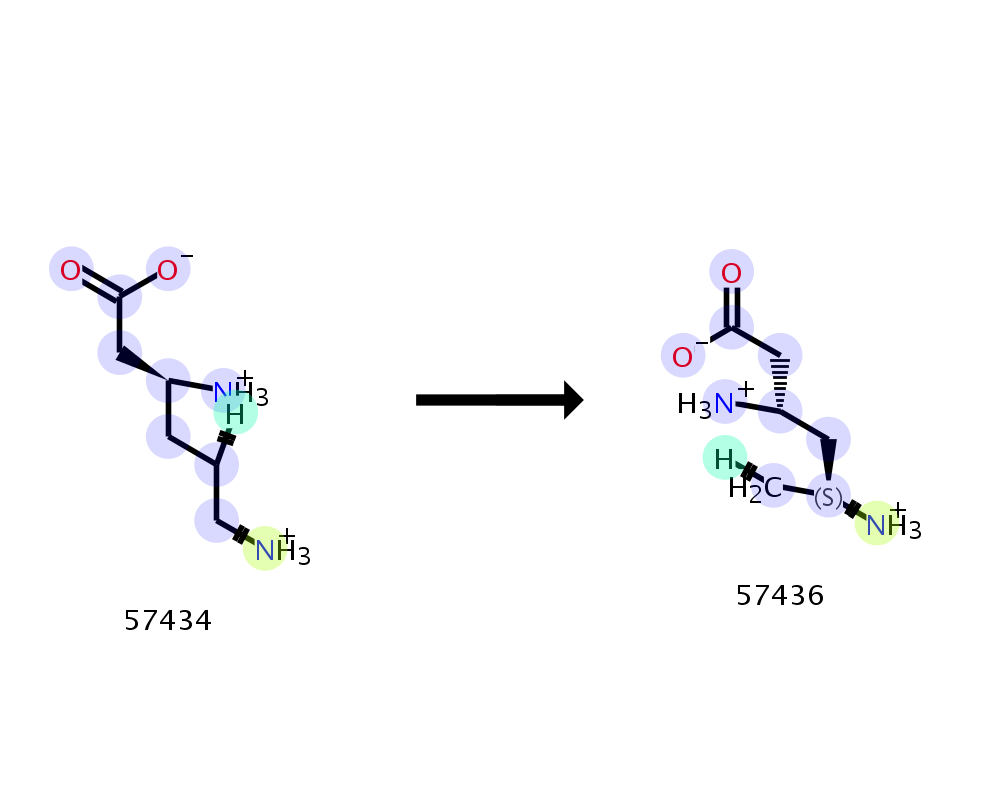 O O−
NH3+
H
NH3+
57434
O
O−
H3N+
H
H2C (S)
NH3+
57436